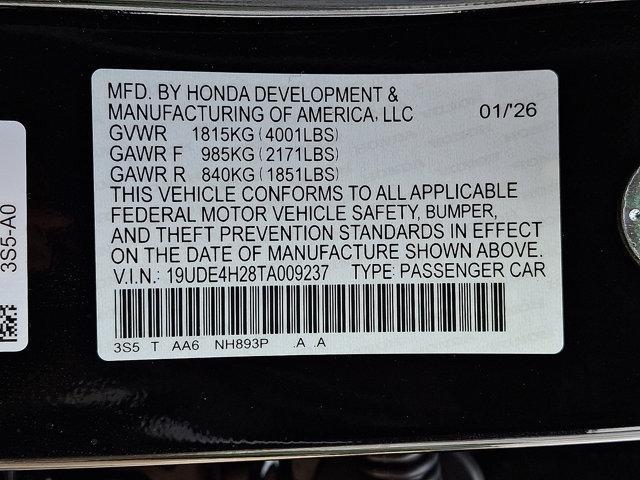 MFD. BY HONDA DEVELOPMENT &
MANUFACTURING OF AMERICA, LLC 01/'26
GVWR 1815KG (4001LBS)
GAWR F 985KG (2171LBS)
GAWR R 840KG (1851LBS)
THIS VEHICLE CONFORMS TO ALL APPLICABLE
FEDERAL MOTOR VEHICLE SAFETY, BUMPER,
AND THEFT PREVENTION STANDARDS IN EFFECT
ON THE DATE OF MANUFACTURE SHOWN ABOVE.
V.I.N.: 19UDE4H28TA009237 TYPE: PASSENGER CAR
3S5 T AA6 NH893P .A .A
3S5-A0